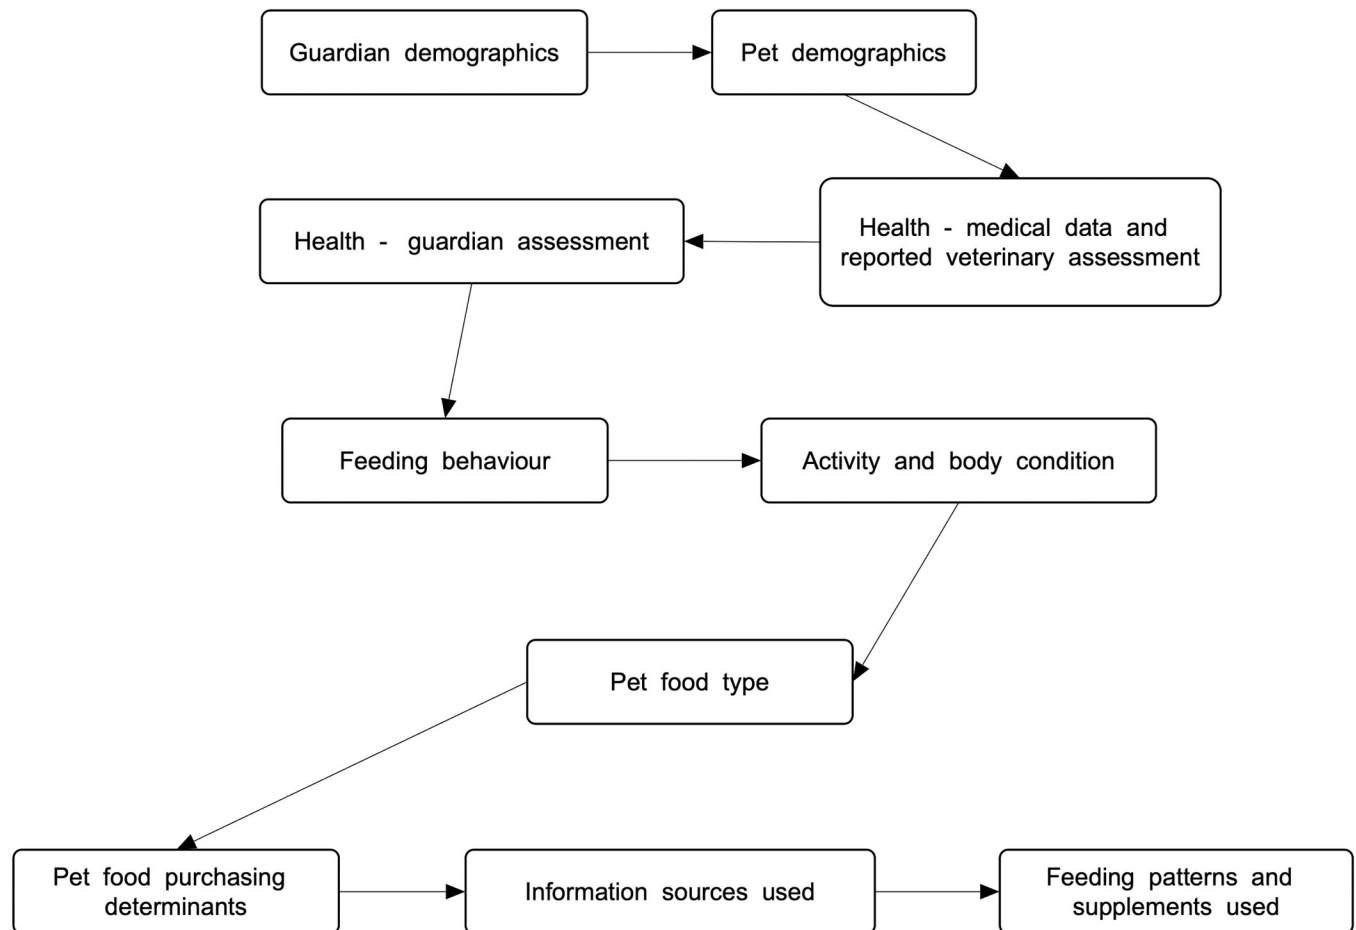 Guardian demographics
Pet demographics
Health - medical data and
reported veterinary assessment
Health - guardian assessment
Feeding behaviour
Activity and body condition
Pet food type
Pet food purchasing
determinants
Information sources used
Feeding patterns and
supplements used